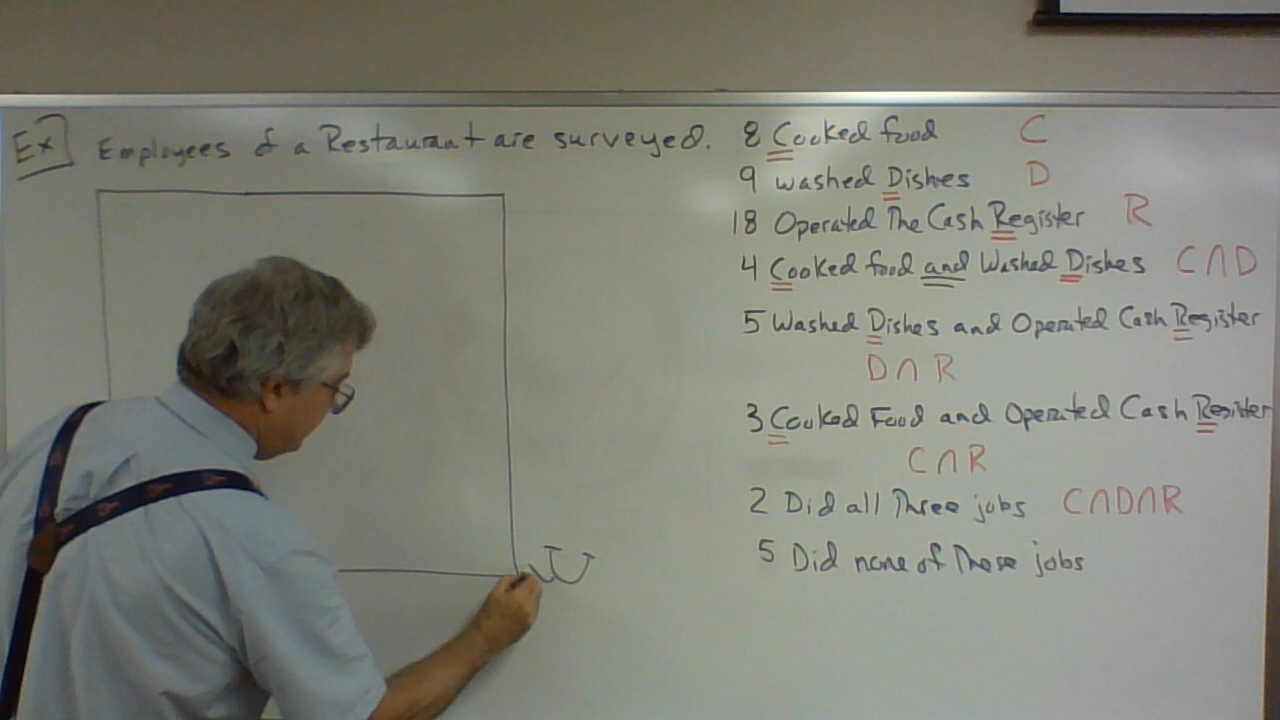 Ex Employees of a Restaurant are surveyed.
8 Cooked food C
9 washed Dishes D
18 Operated The Cash Register R
4 Cooked food and Washed Dishes C∩D
5 Washed Dishes and Operated Cash Register
D∩R
3 Cooked Food and Operated Cash Register
C∩R
2 Did all Three jobs C∩D∩R
5 Did none of These jobs
U